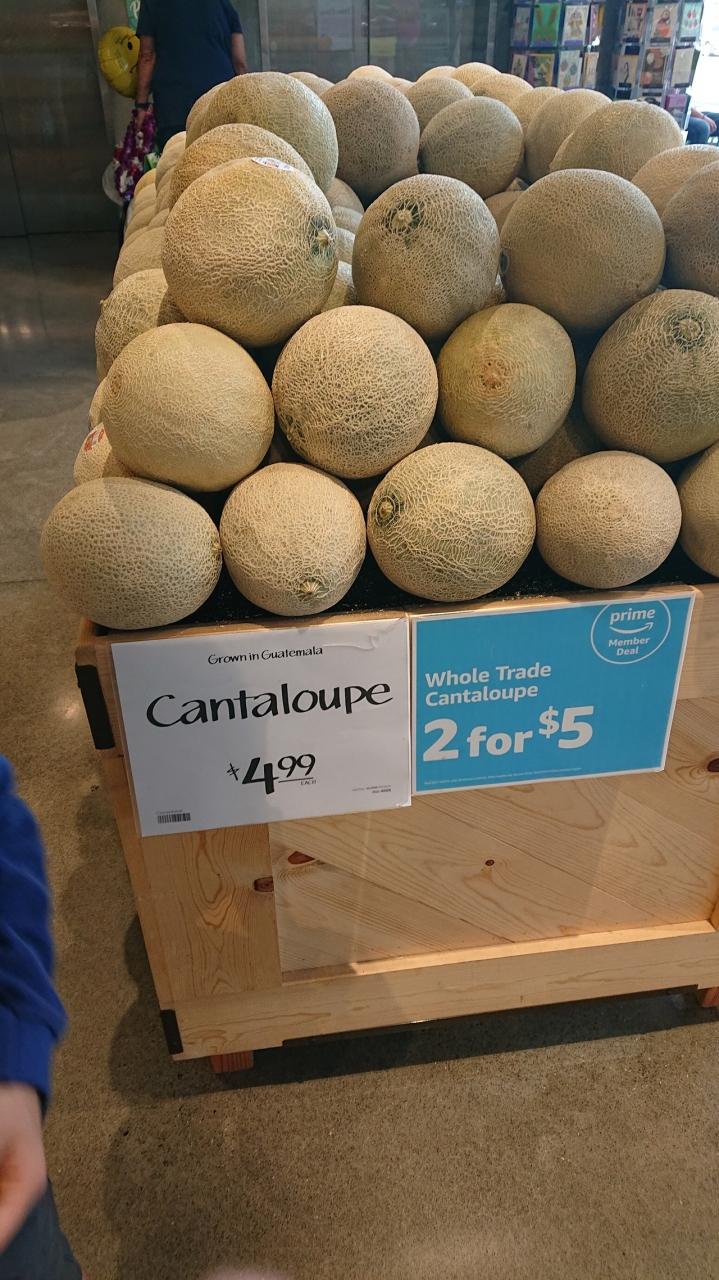 Grown in Guatemala
Cantaloupe
$4.99
EACH
prime
Member
Deal
Whole Trade
Cantaloupe
2 for $5